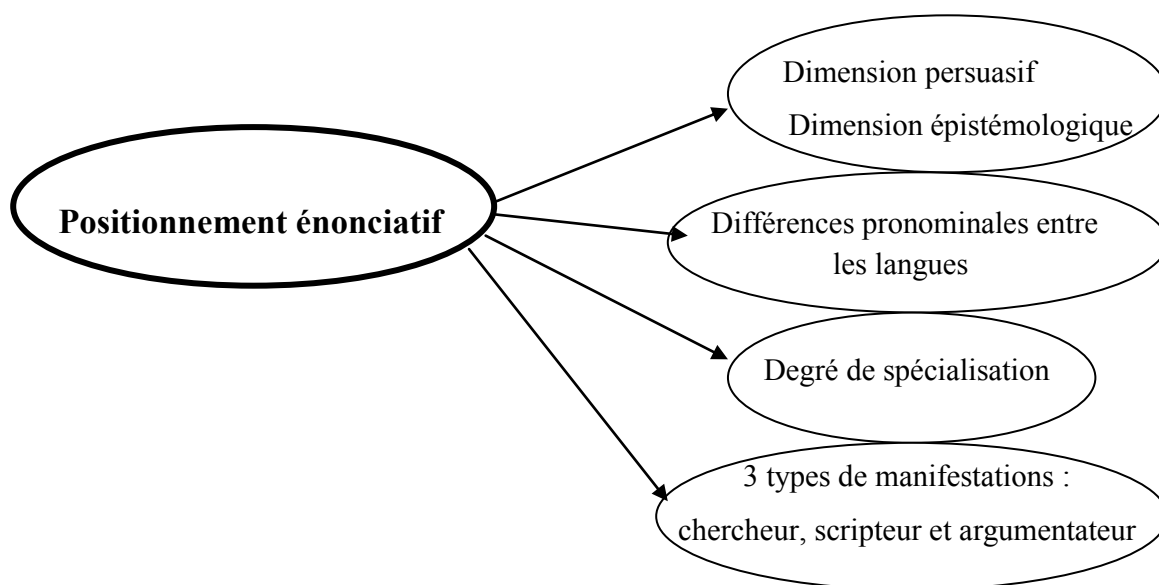 Dimension persuasif
Dimension épistémologique
Positionnement énonciatif
Différences pronominales entre
les langues
Degré de spécialisation
3 types de manifestations :
chercheur, scripteur et argumentateur